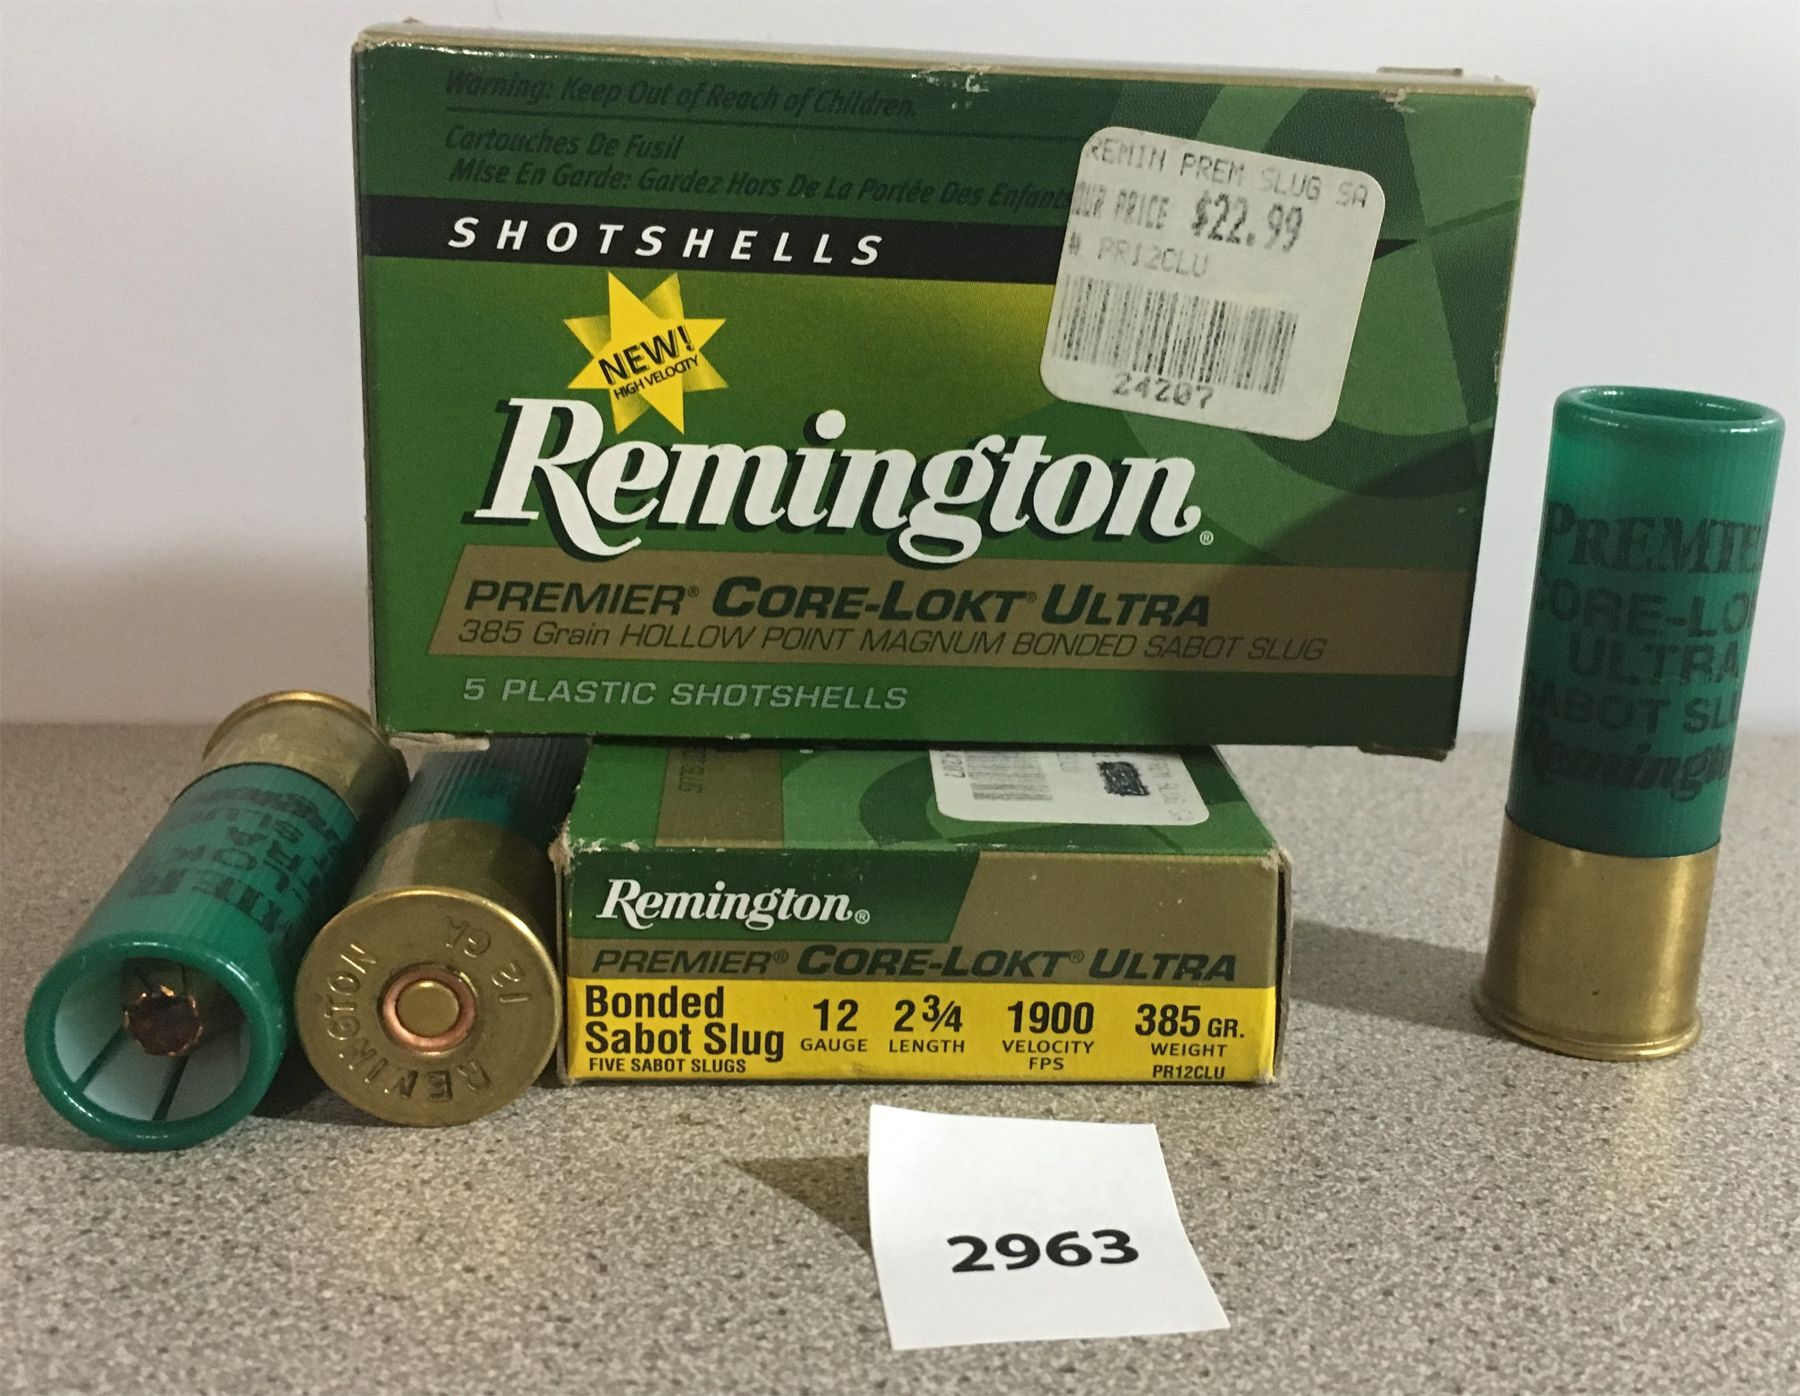 Warning: Keep Out of Reach of Children.
Cartouches De Fusil
Mise En Garde: Gardez Hors De La Portée Des Enfants
SHOTSHELLS
REMIN PREM SLUG SA
OUR PRICE $22.99
# PR12CLU
24207
NEW!
HIGH VELOCITY
Remington®
PREMIER® CORE-LOKT® ULTRA
385 Grain HOLLOW POINT MAGNUM BONDED SABOT SLUG
5 PLASTIC SHOTSHELLS
PREMIE
CORE-LO
ULTRA
SABOT SLU
Remingt
REMINGTON
12 GA
Remington®
PREMIER® CORE-LOKT® ULTRA
Bonded
Sabot Slug
FIVE SABOT SLUGS
12
GAUGE
2 3/4
LENGTH
1900
VELOCITY
FPS
385 GR.
WEIGHT
PR12CLU
2963